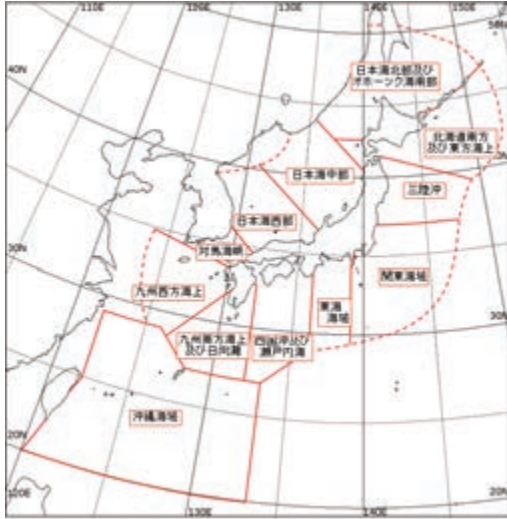 110E
120E
130E
140E
150E
50N
40N
日本海北部及び
オホーツク海南部
北海道南方
及び東方海上
日本海中部
三陸沖
日本海西部
対馬海峡
30N
関東海域
九州西方海上
東海
海域
30N
九州南方海上
及び日向灘
四国沖及び
瀬戸内海
沖縄海域
20N
20N
120E
130E
140E